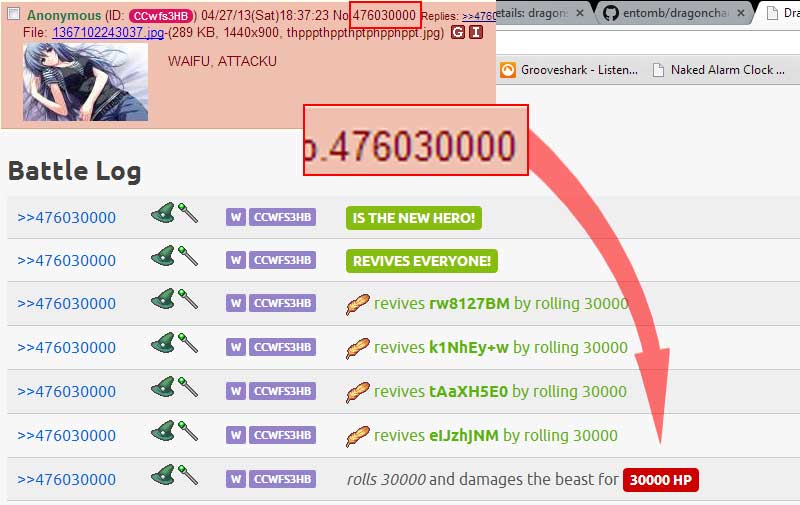 Anonymous (ID: CCwfs3HB) 04/27/13(Sat)18:37:23 No.476030000 Replies: >>4760
File: 1367102243037.jpg-(289 KB, 1440x900, thpppthppthptphpphppt.jpg) G I
WAIFU, ATTACKU
etails: dragons
entomb/dragonchan
Dra
Grooveshark - Listen...
Naked Alarm Clock ...
o.476030000
Battle Log
>>476030000 W CCWFS3HB IS THE NEW HERO!
>>476030000 W CCWFS3HB REVIVES EVERYONE!
>>476030000 W CCWFS3HB revives rw8127BM by rolling 30000
>>476030000 W CCWFS3HB revives k1NhEy+w by rolling 30000
>>476030000 W CCWFS3HB revives tAaXH5E0 by rolling 30000
>>476030000 W CCWFS3HB revives eIJzhjNM by rolling 30000
>>476030000 W CCWFS3HB rolls 30000 and damages the beast for 30000 HP